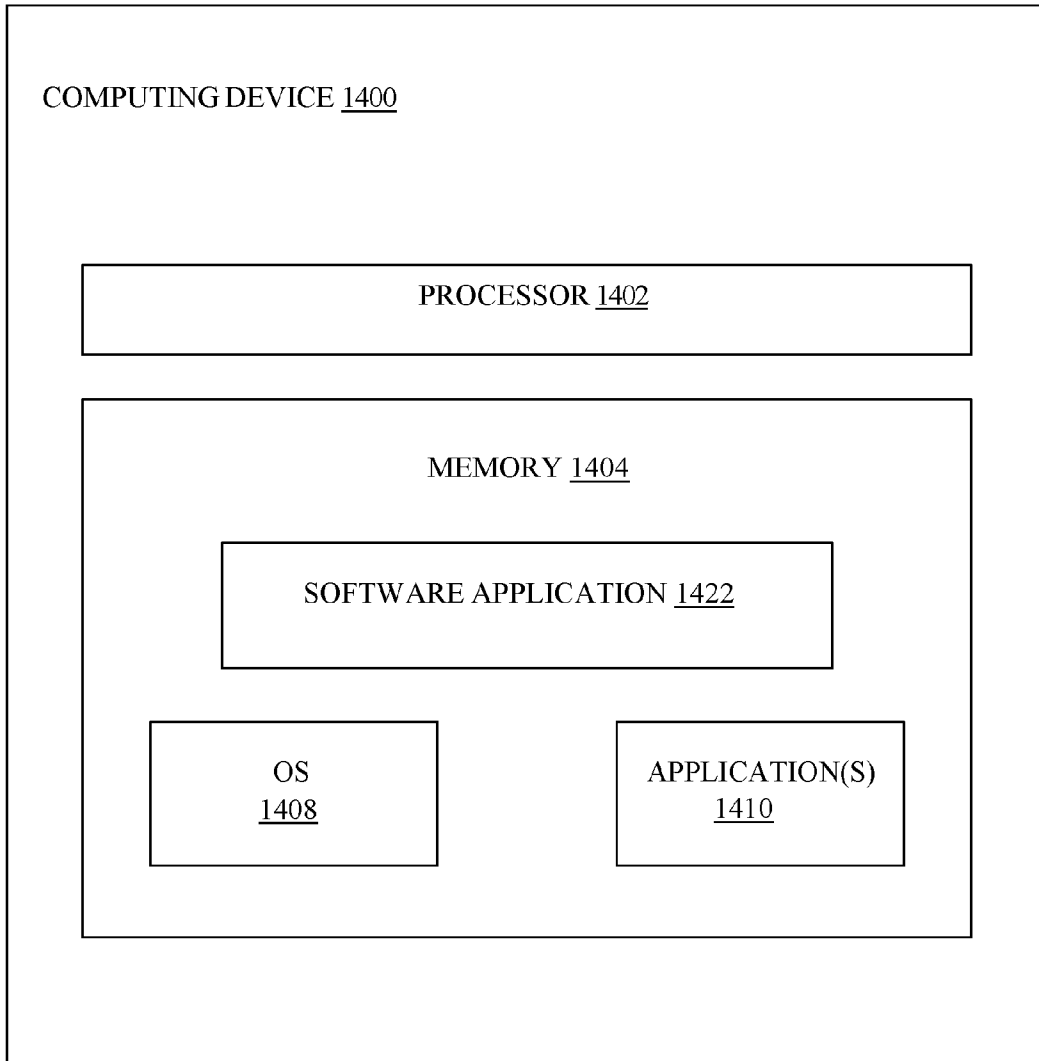 COMPUTING DEVICE 1400
PROCESSOR 1402
MEMORY 1404
SOFTWARE APPLICATION 1422
OS
1408
APPLICATION(S)
1410